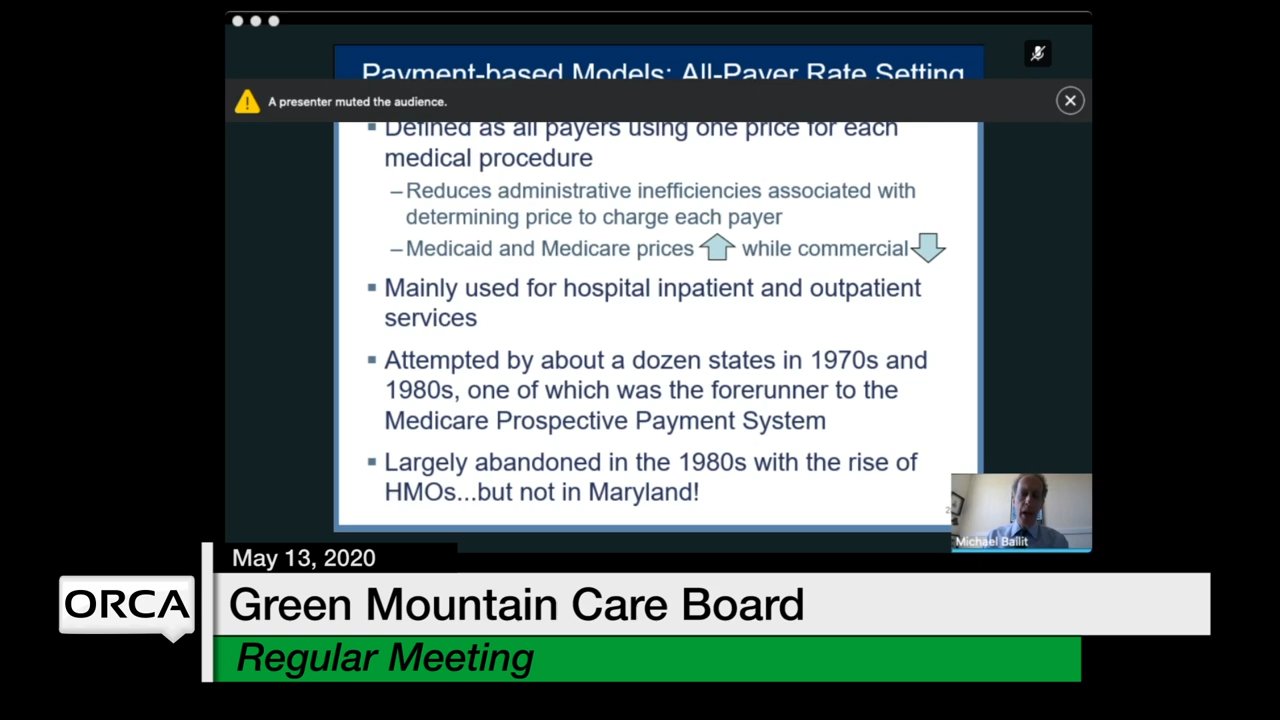 Payment-based Models: All-Payer Rate Setting
A presenter muted the audience.
Defined as all payers using one price for each
medical procedure
–Reduces administrative inefficiencies associated with
determining price to charge each payer
–Medicaid and Medicare prices while commercial
Mainly used for hospital inpatient and outpatient
services
Attempted by about a dozen states in 1970s and
1980s, one of which was the forerunner to the
Medicare Prospective Payment System
Largely abandoned in the 1980s with the rise of
HMOs...but not in Maryland!
Michael Bailit
May 13, 2020
ORCA
Green Mountain Care Board
Regular Meeting